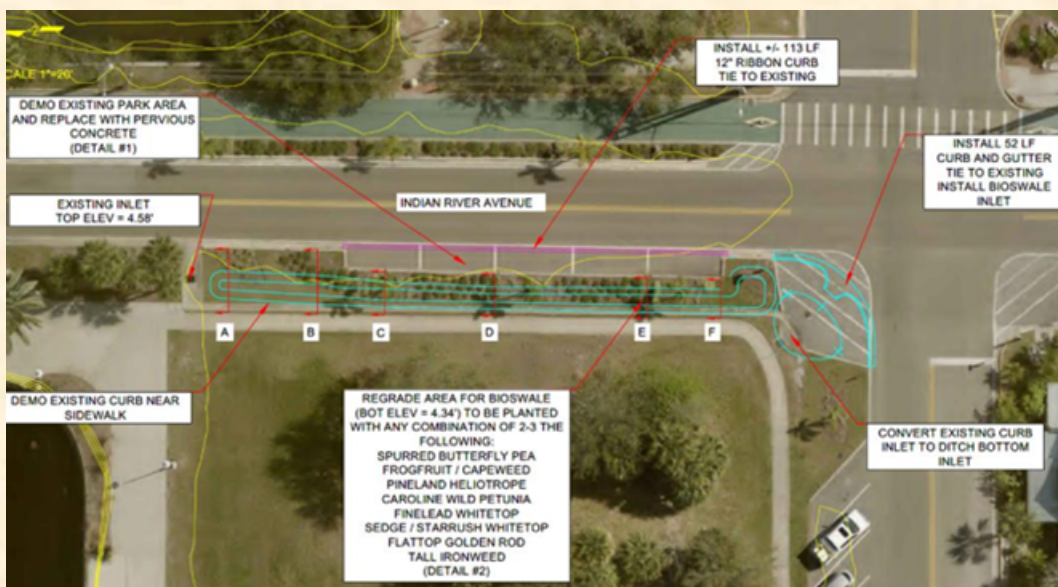 2
SCALE 1"=20'
INSTALL +/- 113 LF
12" RIBBON CURB
TIE TO EXISTING
DEMO EXISTING PARK AREA
AND REPLACE WITH PERVIOUS
CONCRETE
(DETAIL #1)
INSTALL 52 LF
CURB AND GUTTER
TIE TO EXISTING
INSTALL BIOSWALE
INLET
EXISTING INLET
TOP ELEV = 4.58'
INDIAN RIVER AVENUE
A
B
C
D
E
F
DEMO EXISTING CURB NEAR
SIDEWALK
REGRADE AREA FOR BIOSWALE
(BOT ELEV = 4.34') TO BE PLANTED
WITH ANY COMBINATION OF 2-3 THE
FOLLOWING:
SPURRED BUTTERFLY PEA
FROGFRUIT / CAPEWEED
PINELAND HELIOTROPE
CAROLINE WILD PETUNIA
FINELEAD WHITETOP
SEDGE / STARRUSH WHITETOP
FLATTOP GOLDEN ROD
TALL IRONWEED
(DETAIL #2)
CONVERT EXISTING CURB
INLET TO DITCH BOTTOM
INLET